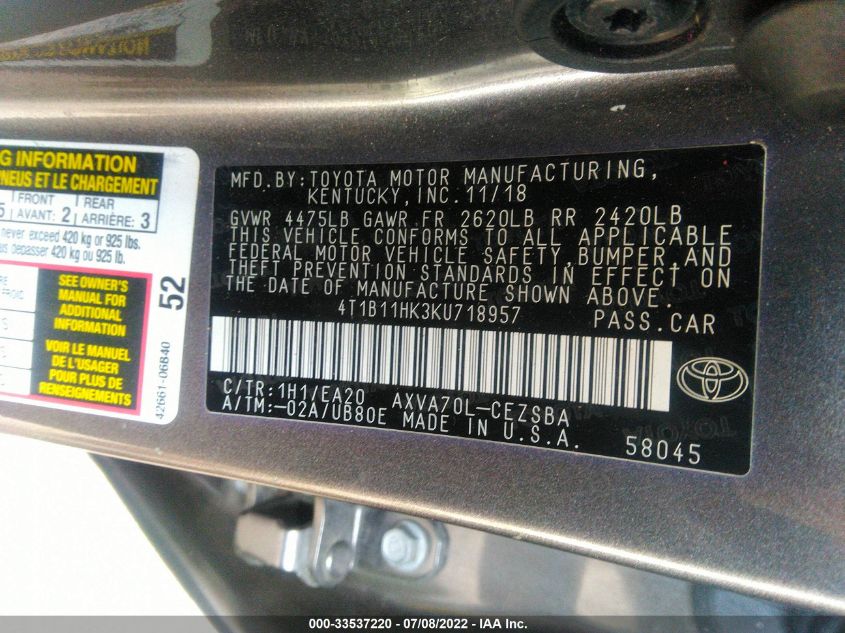 G INFORMATION
PNEUS ET LE CHARGEMENT
5 FRONT REAR
AVANT: 2 ARRIÈRE: 3
never exceed 420 kg or 925 lbs.
depasser 420 kg ou 925 lb.
FROID
SEE OWNER'S
MANUAL FOR
ADDITIONAL
INFORMATION
VOIR LE MANUEL
DE L'USAGER
POUR PLUS DE
RENSEIGNEMENTS
52
42661-06840
MFD.BY:TOYOTA MOTOR MANUFACTURING,
KENTUCKY, INC.11/18
GVWR 4475LB GAWR FR 2620LB RR 2420LB
THIS VEHICLE CONFORMS TO ALL APPLICABLE
FEDERAL MOTOR VEHICLE SAFETY,BUMPER,AND
THEFT PREVENTION STANDARDS IN EFFECT ON
THE DATE OF MANUFACTURE SHOWN ABOVE.
4T1B11HK3KU718957 PASS.CAR
C/TR:1H1/EA20 AXVA70L-CEZSBA
A/TM:-02A/UB80E MADE IN U.S.A.
58045
000-33537220 - 07/08/2022 - IAA Inc.